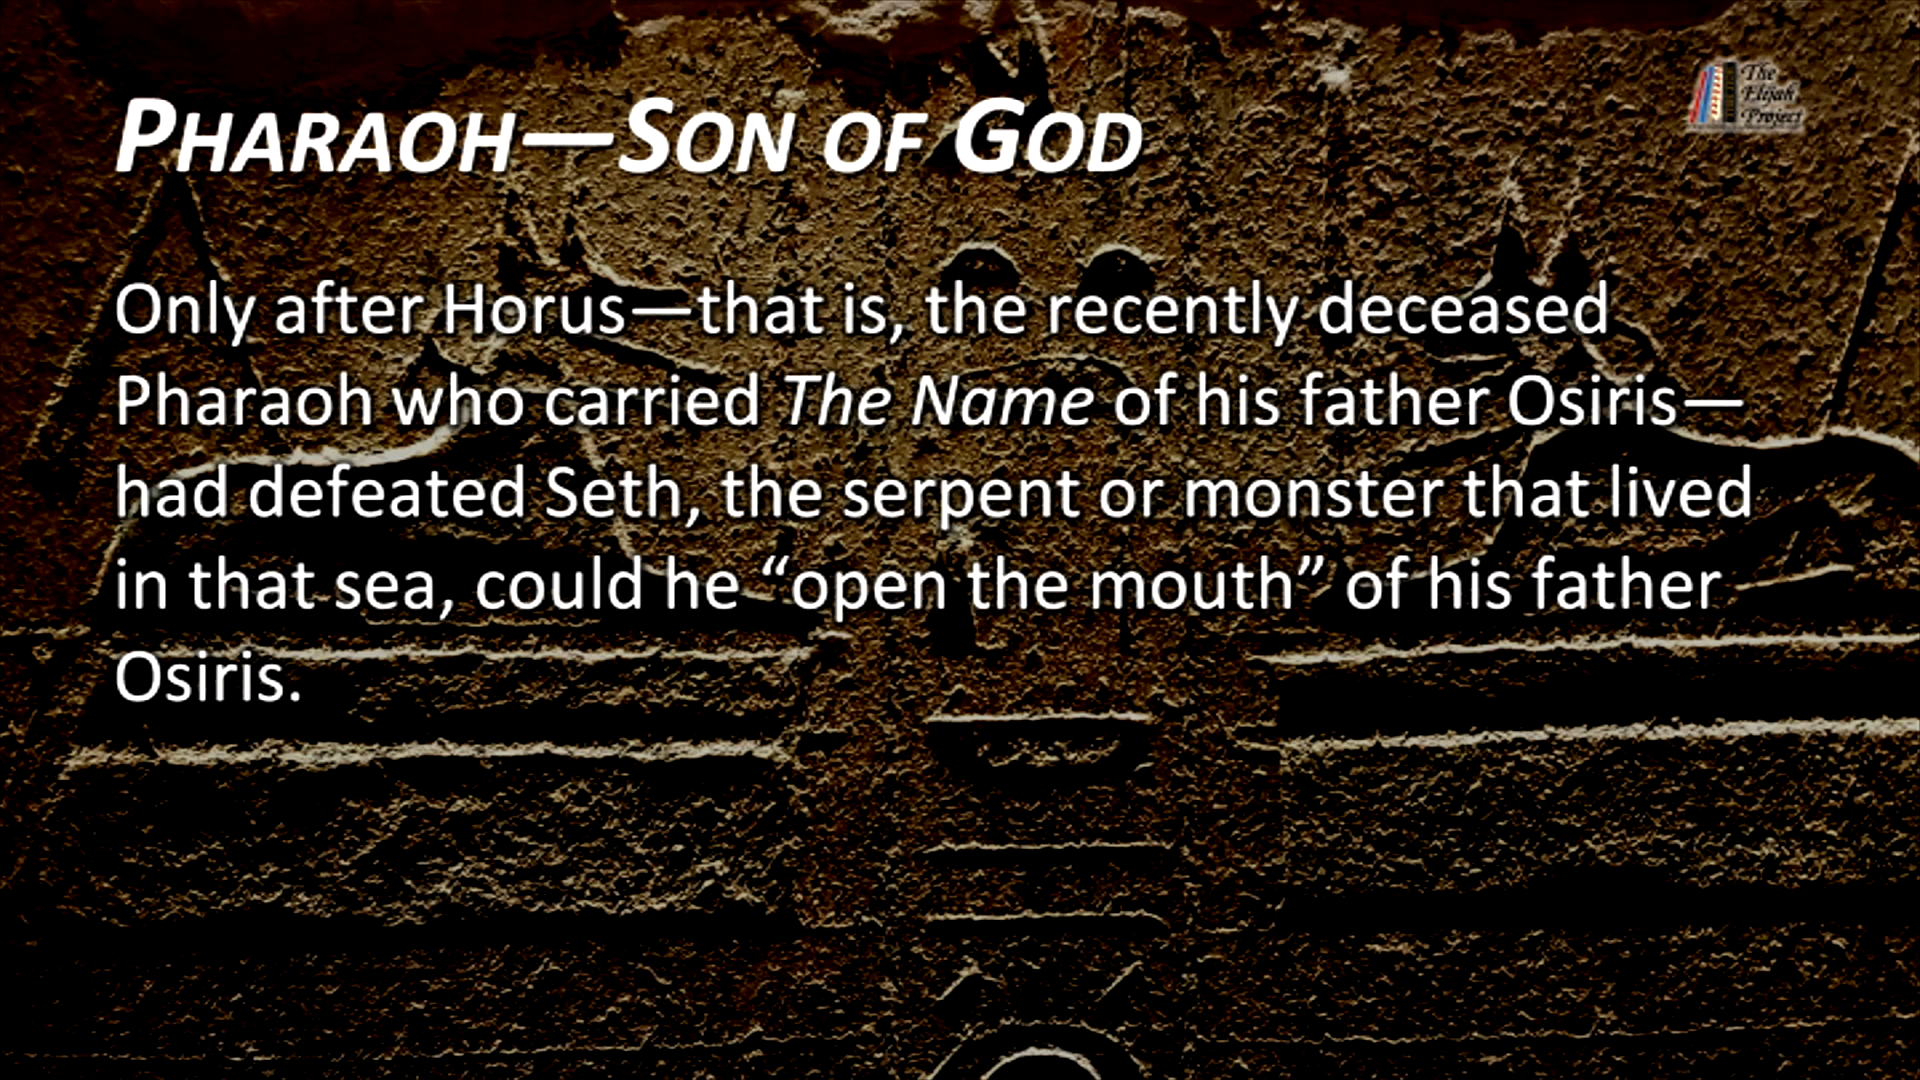 PHARAOH—SON OF GOD
The
Elijah
Project
Only after Horus—that is, the recently deceased
Pharaoh who carried The Name of his father Osiris—
had defeated Seth, the serpent or monster that lived
in that sea, could he “open the mouth” of his father
Osiris.